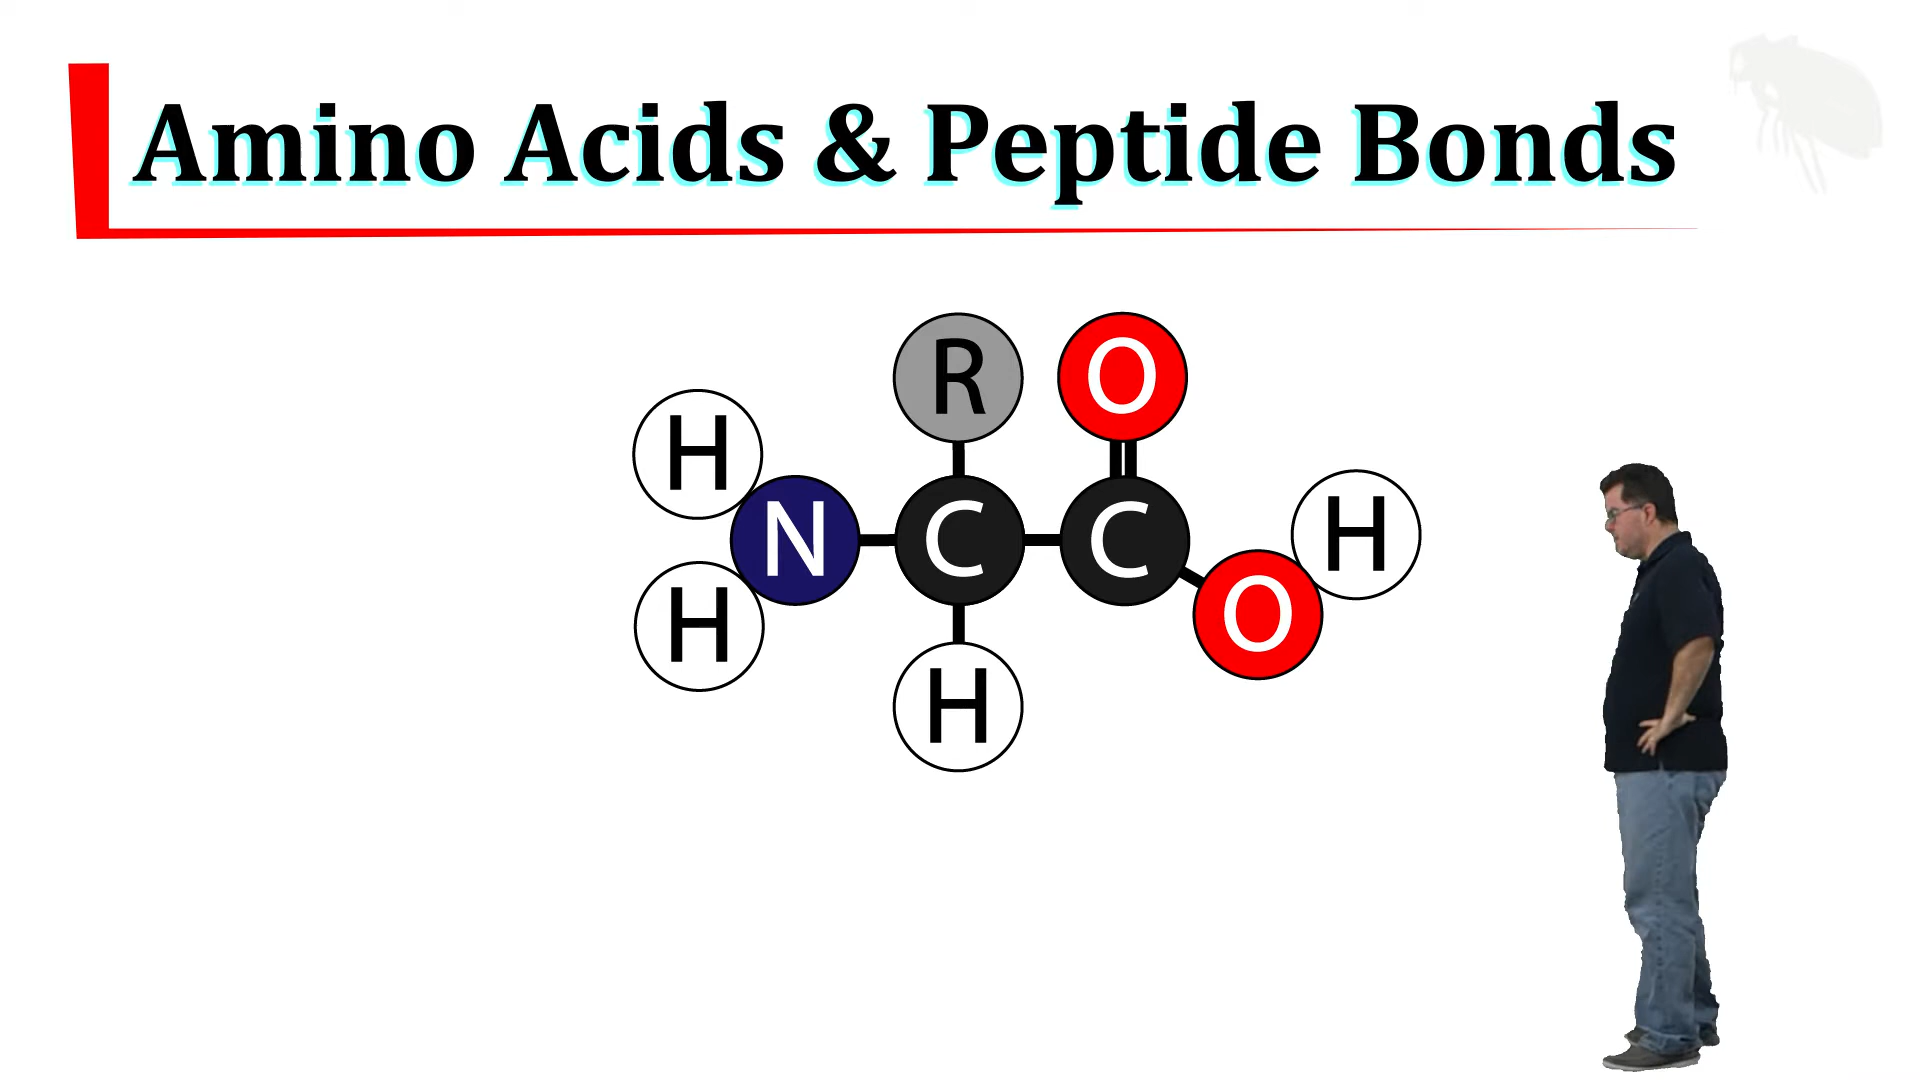 Amino Acids & Peptide Bonds
R O
H
N C C H
H O
H